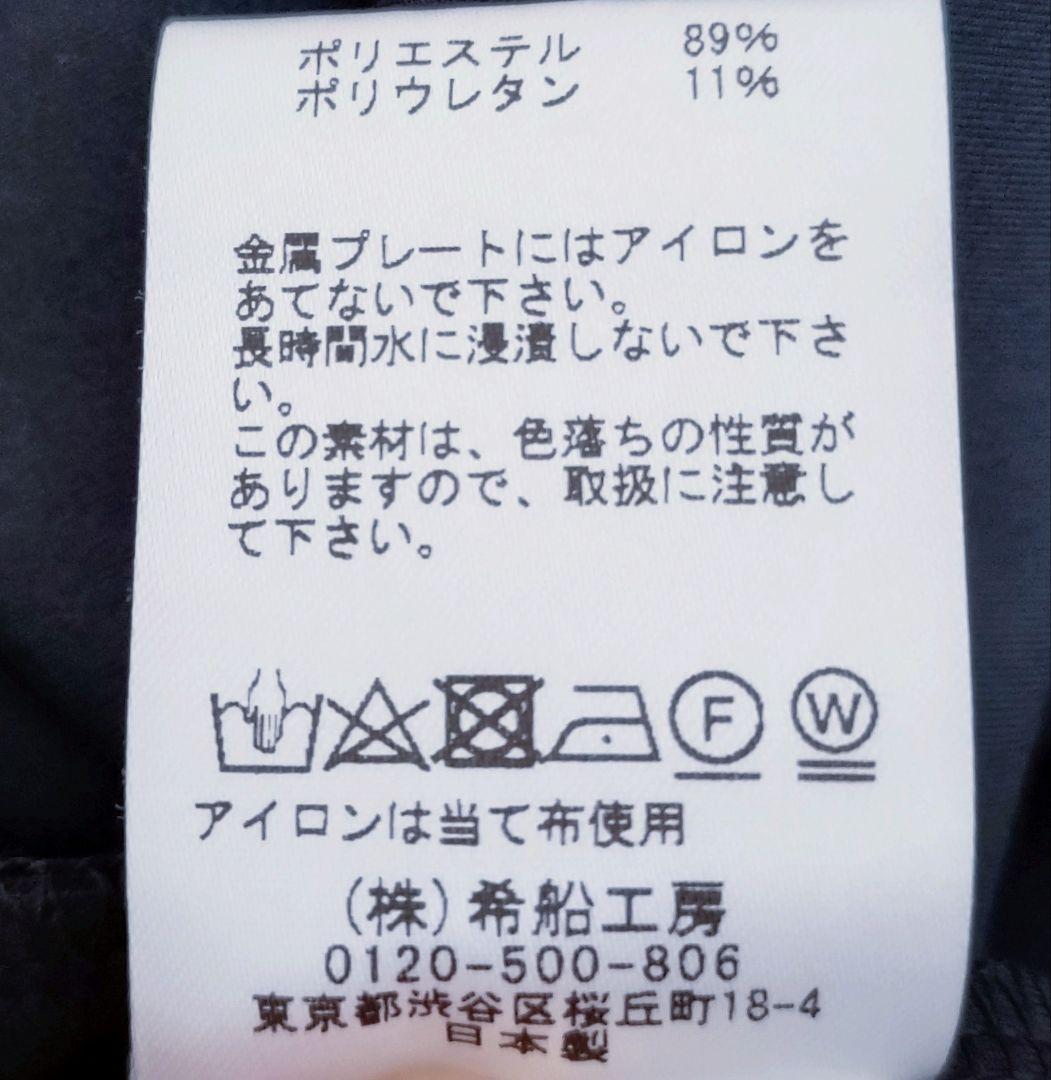 ポリエステル 89%
ポリウレタン 11%
金属プレートにはアイロンを
あてないで下さい。
長時間水に浸漬しないで下さ
い。
この素材は、色落ちの性質が
ありますので、取扱に注意し
て下さい。
F W
アイロンは当て布使用
(株)希船工房
0120-500-806
東京都渋谷区桜丘町18-4
日本製